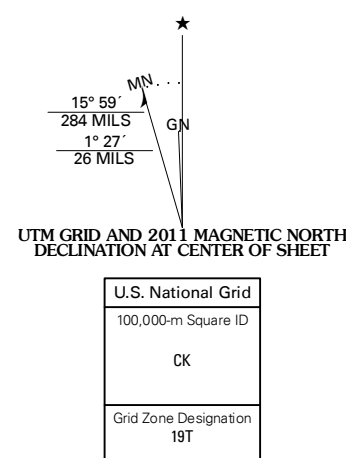 ★
MN
GN
15° 59´
284 MILS
1° 27´
26 MILS
UTM GRID AND 2011 MAGNETIC NORTH
DECLINATION AT CENTER OF SHEET
U.S. National Grid
100,000-m Square ID
CK
Grid Zone Designation
19T